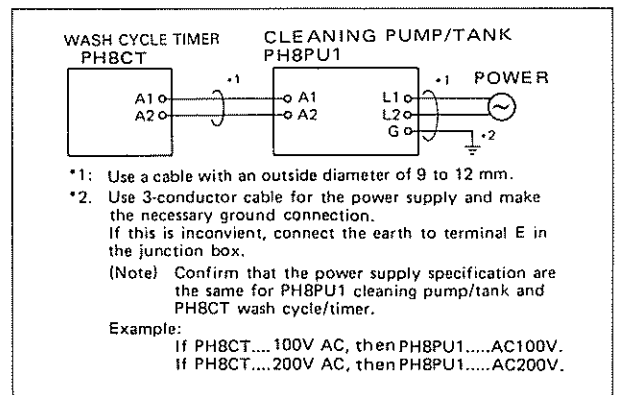 WASH CYCLE TIMER
PH8CT
CLEANING PUMP/TANK
PH8PU1
*1
*1
POWER
A1
A1
L1
A2
A2
L2
G
*2
*1: Use a cable with an outside diameter of 9 to 12 mm.
*2. Use 3-conductor cable for the power supply and make
the necessary ground connection.
If this is inconvient, connect the earth to terminal E in
the junction box.
(Note) Confirm that the power supply specification are
the same for PH8PU1 cleaning pump/tank and
PH8CT wash cycle/timer.
Example:
If PH8CT....100V AC, then PH8PU1.....AC100V.
If PH8CT....200V AC, then PH8PU1.....AC200V.